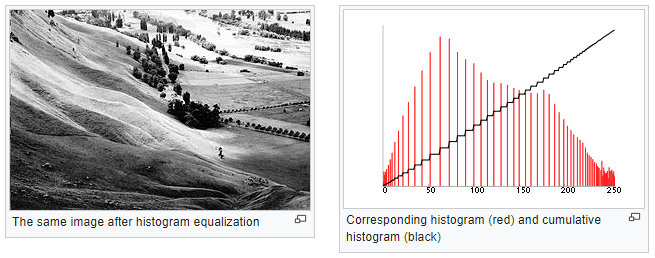 0 50 100 150 200 250
The same image after histogram equalization
Corresponding histogram (red) and cumulative
histogram (black)